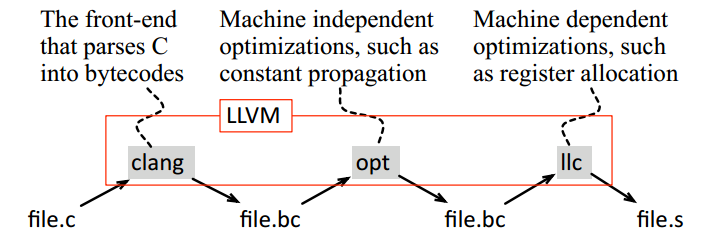 The front-end
that parses C
into bytecodes
Machine independent
optimizations, such as
constant propagation
Machine dependent
optimizations, such
as register allocation
LLVM
clang
opt
llc
file.c
file.bc
file.bc
file.s